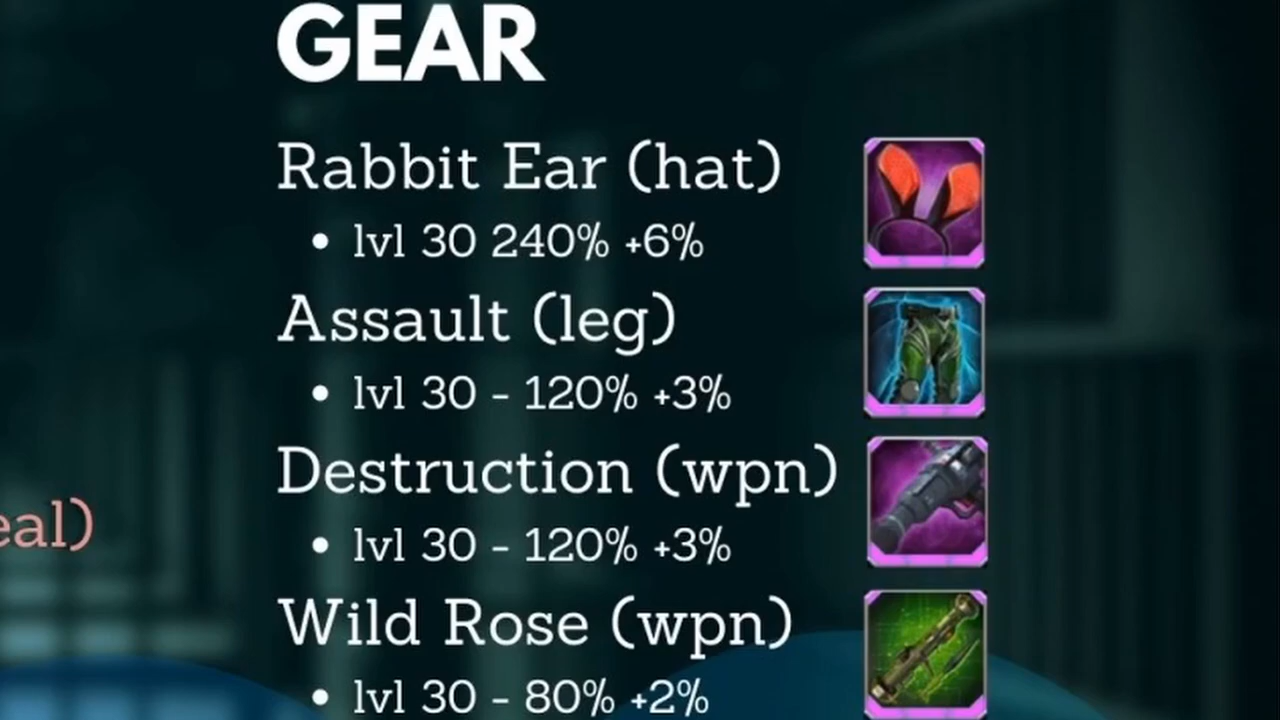 GEAR
Rabbit Ear (hat)
• lvl 30 240% +6%
Assault (leg)
• lvl 30 - 120% +3%
Destruction (wpn)
• lvl 30 - 120% +3%
eal)
Wild Rose (wpn)
• lvl 30 - 80% +2%